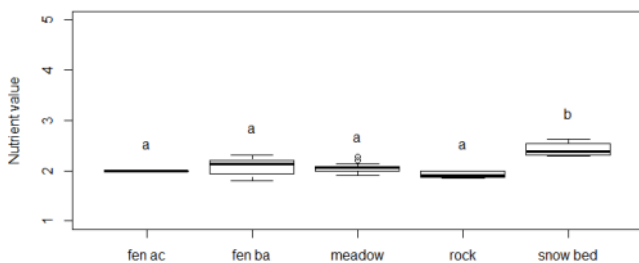 Nutrient value
5
4
3
2
1
a
a
a
a
b
fen ac
fen ba
meadow
rock
snow bed